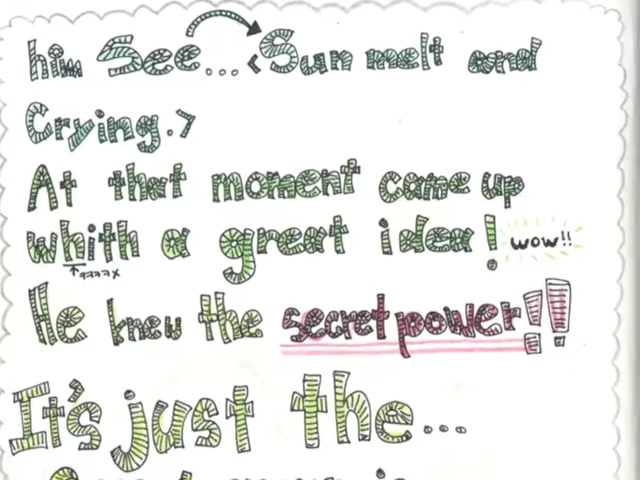 him See... <Sun melt and
Crying.>
At that moment came up
whith a great idea! wow!!
He knew the secret power!!
It's just the...